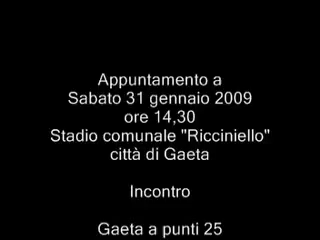 Appuntamento a
Sabato 31 gennaio 2009
ore 14,30
Stadio comunale "Ricciniello"
città di Gaeta
Incontro
Gaeta a punti 25